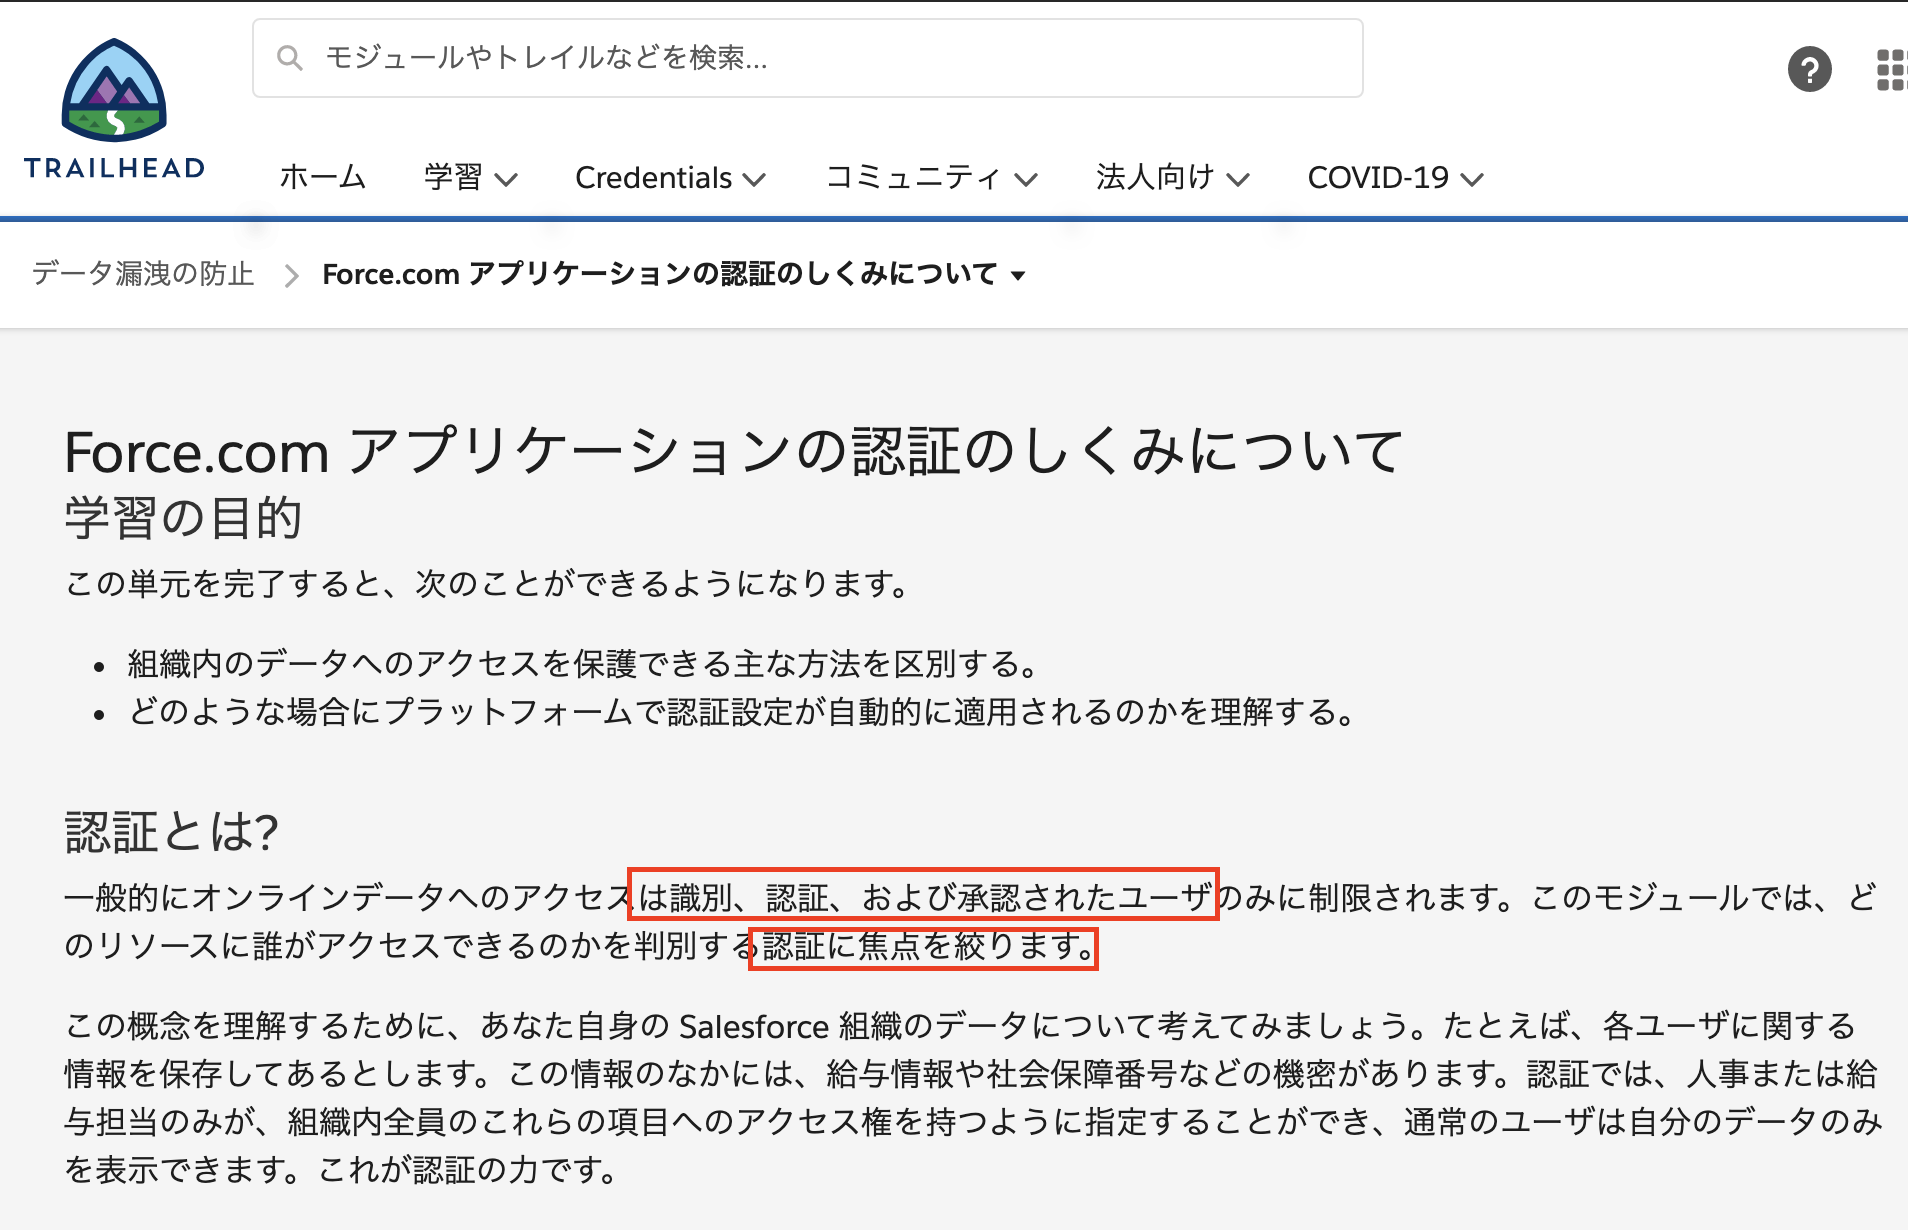 モジュールやトレイルなどを検索...
TRAILHEAD
ホーム 学習 Credentials コミュニティ 法人向け COVID-19
データ漏洩の防止 Force.com アプリケーションの認証のしくみについて
Force.com アプリケーションの認証のしくみについて
学習の目的
この単元を完了すると、次のことができるようになります。
• 組織内のデータへのアクセスを保護できる主な方法を区別する。
• どのような場合にプラットフォームで認証設定が自動的に適用されるのかを理解する。
認証とは?
一般的にオンラインデータへのアクセスは識別、認証、および承認されたユーザのみに制限されます。このモジュールでは、ど
のリソースに誰がアクセスできるのかを判別する認証に焦点を絞ります。
この概念を理解するために、あなた自身の Salesforce 組織のデータについて考えてみましょう。たとえば、各ユーザに関する
情報を保存してあるとします。この情報のなかには、給与情報や社会保障番号などの機密があります。認証では、人事または給
与担当のみが、組織内全員のこれらの項目へのアクセス権を持つように指定することができ、通常のユーザは自分のデータのみ
を表示できます。これが認証の力です。